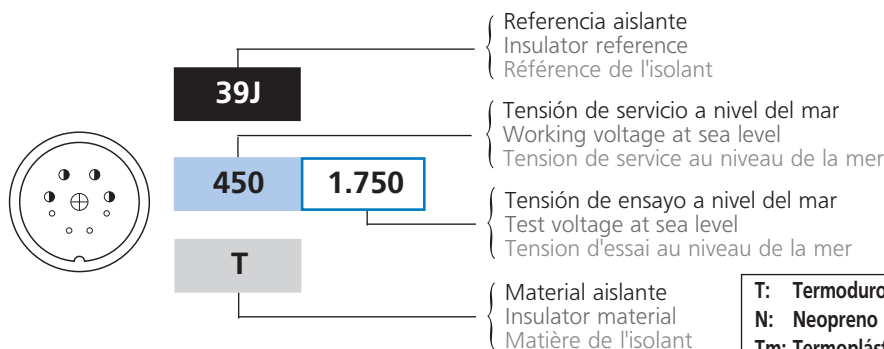 Referencia aislante
Insulator reference
Référence de l'isolant
39J
Tensión de servicio a nivel del mar
Working voltage at sea level
Tension de service au niveau de la mer
450 1.750
Tensión de ensayo a nivel del mar
Test voltage at sea level
Tension d'essai au niveau de la mer
T
Material aislante
Insulator material
Matière de l'isolant
T: Termoduro
N: Neopreno
Tm: Termoplást